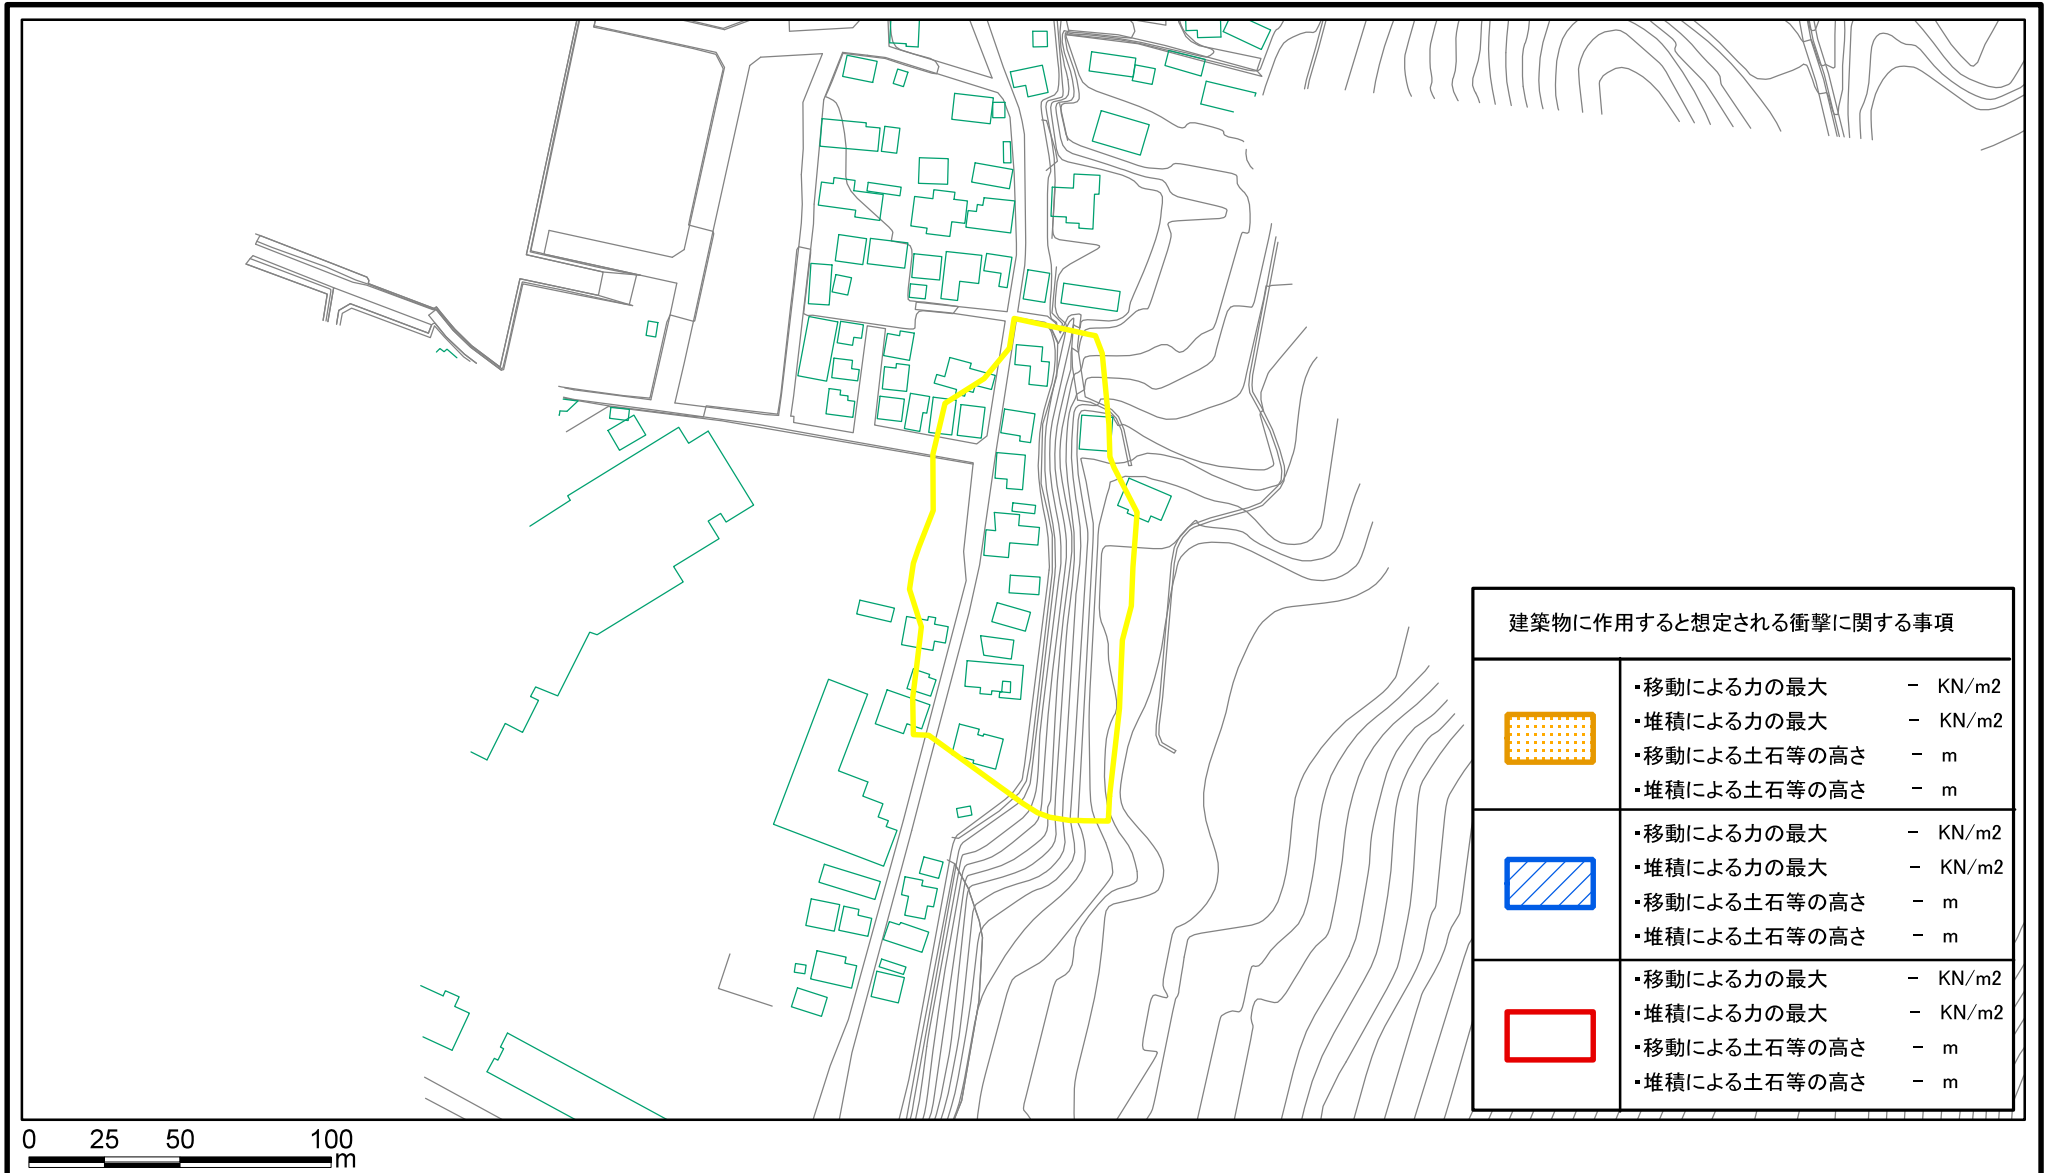 建築物に作用すると想定される衝撃に関する事項
・移動による力の最大 － KN/m2
・堆積による力の最大 － KN/m2
・移動による土石等の高さ － m
・堆積による土石等の高さ － m
・移動による力の最大 － KN/m2
・堆積による力の最大 － KN/m2
・移動による土石等の高さ － m
・堆積による土石等の高さ － m
・移動による力の最大 － KN/m2
・堆積による力の最大 － KN/m2
・移動による土石等の高さ － m
・堆積による土石等の高さ － m
0 25 50 100
m